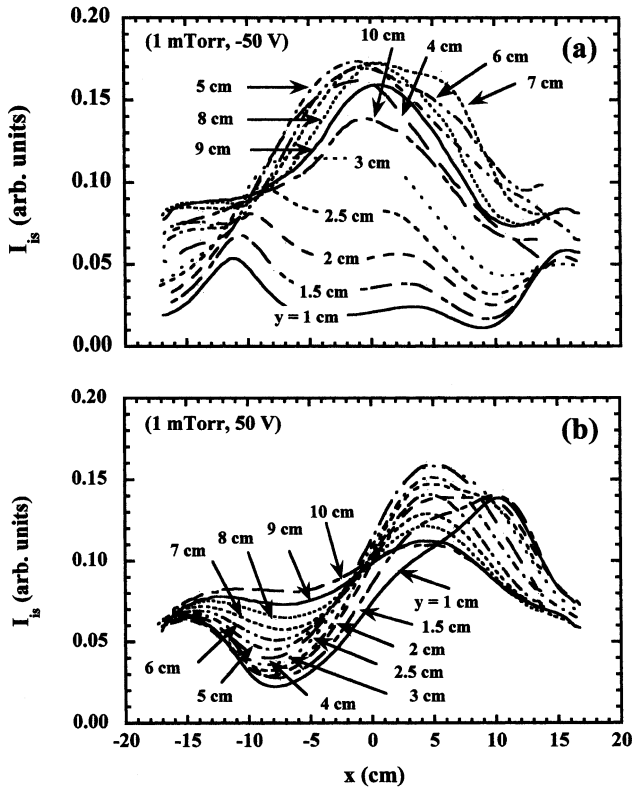 0.20
(1 mTorr, -50 V)
10 cm
4 cm
(a)
6 cm
7 cm
5 cm
0.15
8 cm
9 cm
3 cm
I_is (arb. units)
0.10
2.5 cm
2 cm
0.05
1.5 cm
y = 1 cm
0.00
0.20
(1 mTorr, 50 V)
(b)
0.15
10 cm
9 cm
8 cm
7 cm
I_is (arb. units)
0.10
y = 1 cm
1.5 cm
0.05
2 cm
6 cm
2.5 cm
5 cm
3 cm
4 cm
0.00
-20 -15 -10 -5 0 5 10 15 20
x (cm)